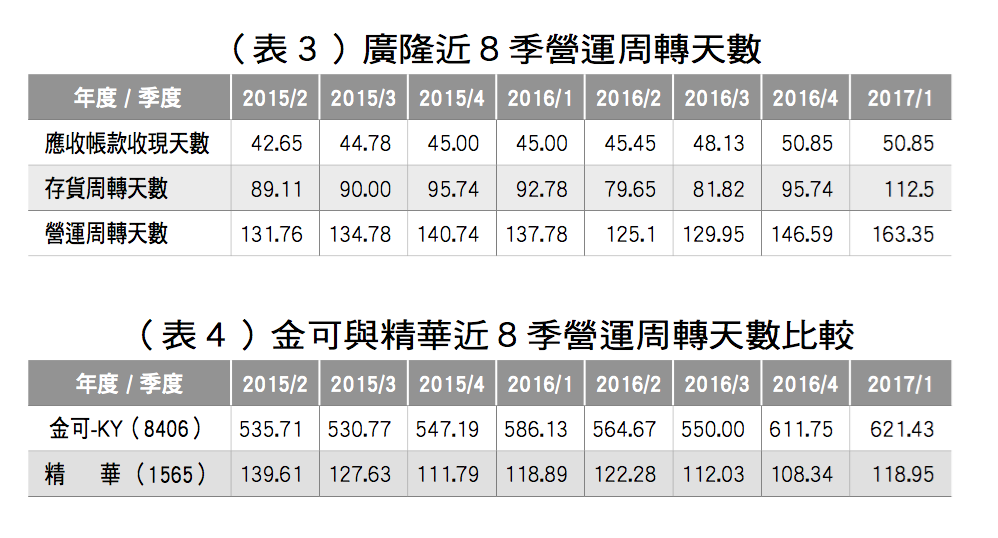 （表３）廣隆近８季營運周轉天數
年度 / 季度 2015/2 2015/3 2015/4 2016/1 2016/2 2016/3 2016/4 2017/1
應收帳款收現天數 42.65 44.78 45.00 45.00 45.45 48.13 50.85 50.85
存貨周轉天數 89.11 90.00 95.74 92.78 79.65 81.82 95.74 112.5
營運周轉天數 131.76 134.78 140.74 137.78 125.1 129.95 146.59 163.35
（表４）金可與精華近８季營運周轉天數比較
年度 / 季度 2015/2 2015/3 2015/4 2016/1 2016/2 2016/3 2016/4 2017/1
金可-KY（8406） 535.71 530.77 547.19 586.13 564.67 550.00 611.75 621.43
精　華（1565） 139.61 127.63 111.79 118.89 122.28 112.03 108.34 118.95